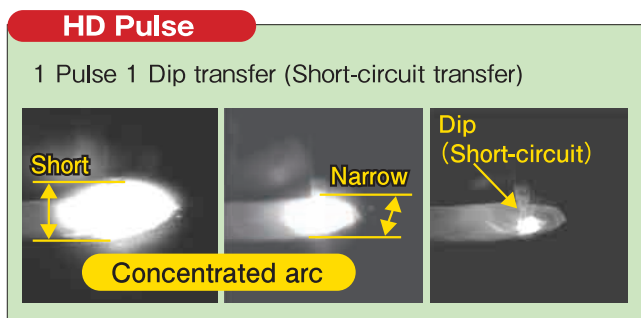 HD Pulse
1 Pulse 1 Dip transfer (Short-circuit transfer)
Short
Narrow
Dip
(Short-circuit)
Concentrated arc